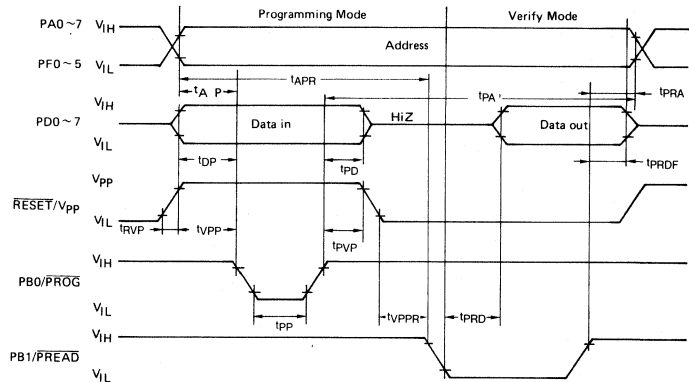 Programming Mode
Verify Mode
PA0~7 VIH
Address
PF0~5 VIL
tAPR
tA P
tPA'
tPRA
VIH
PD0~7
Data in
HiZ
Data out
VIL
tDP
tPD
tPRDF
VPP
RESET/VPP
VIL
tRVP
tVPP
tPVP
VIH
PB0/PROG
VIL
tPP
tVPPR
tPRD
VIH
PB1/PREAD
VIL